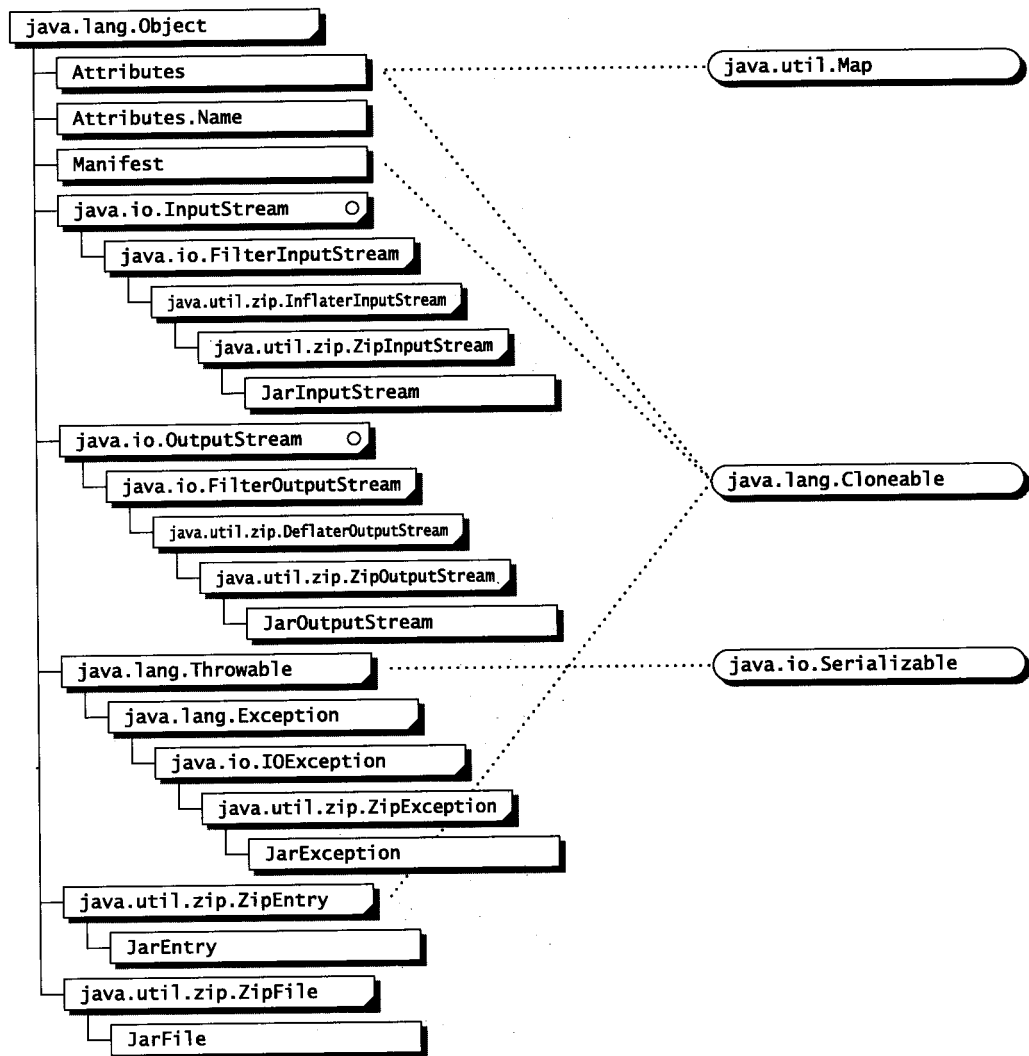 java.lang.Object
Attributes
java.util.Map
Attributes.Name
Manifest
java.io.InputStream
java.io.FilterInputStream
java.util.zip.InflaterInputStream
java.util.zip.ZipInputStream
JarInputStream
java.io.OutputStream
java.io.FilterOutputStream
java.lang.Cloneable
java.util.zip.DeflaterOutputStream
java.util.zip.ZipOutputStream
JarOutputStream
java.lang.Throwable
java.io.Serializable
java.lang.Exception
java.io.IOException
java.util.zip.ZipException
JarException
java.util.zip.ZipEntry
JarEntry
java.util.zip.ZipFile
JarFile